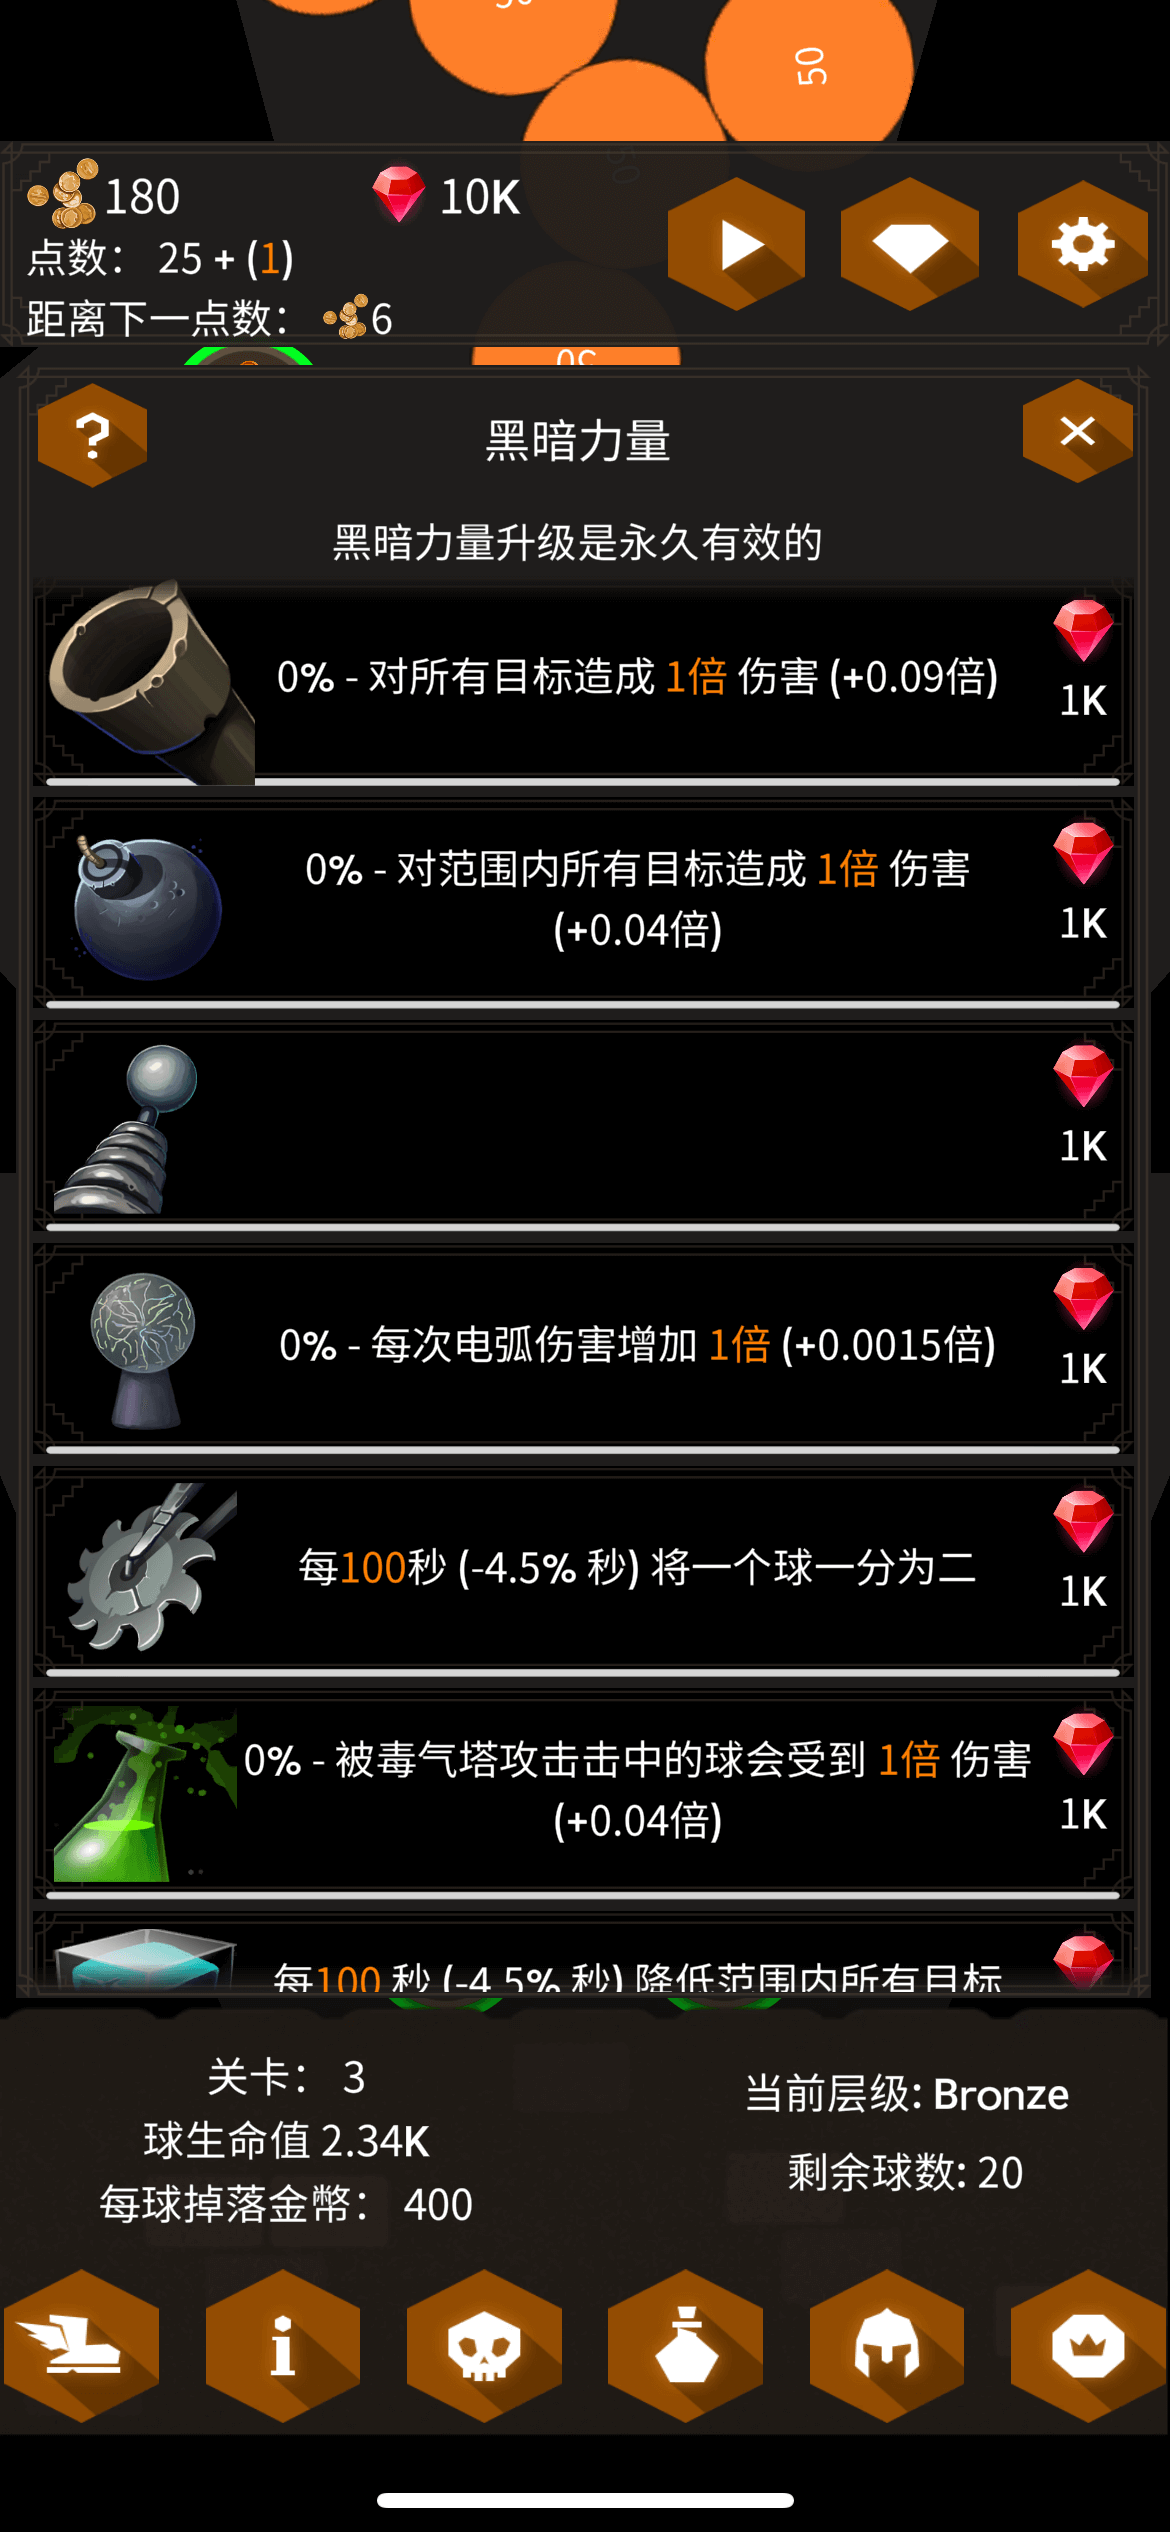 50
180
10K
点数： 25 + (1)
距离下一点数： 6
?
黑暗力量
黑暗力量升级是永久有效的
0% - 对所有目标造成 1倍 伤害 (+0.09倍)
1K
0% - 对范围内所有目标造成 1倍 伤害
(+0.04倍)
1K
1K
0% - 每次电弧伤害增加 1倍 (+0.0015倍)
1K
每100秒 (-4.5% 秒) 将一个球一分为二
1K
0% - 被毒气塔攻击击中的球会受到 1倍 伤害
(+0.04倍)
1K
每100 秒 (-4.5% 秒) 降低范围内所有目标
关卡： 3
球生命值 2.34K
每球掉落金幣： 400
当前层级: Bronze
剩余球数: 20